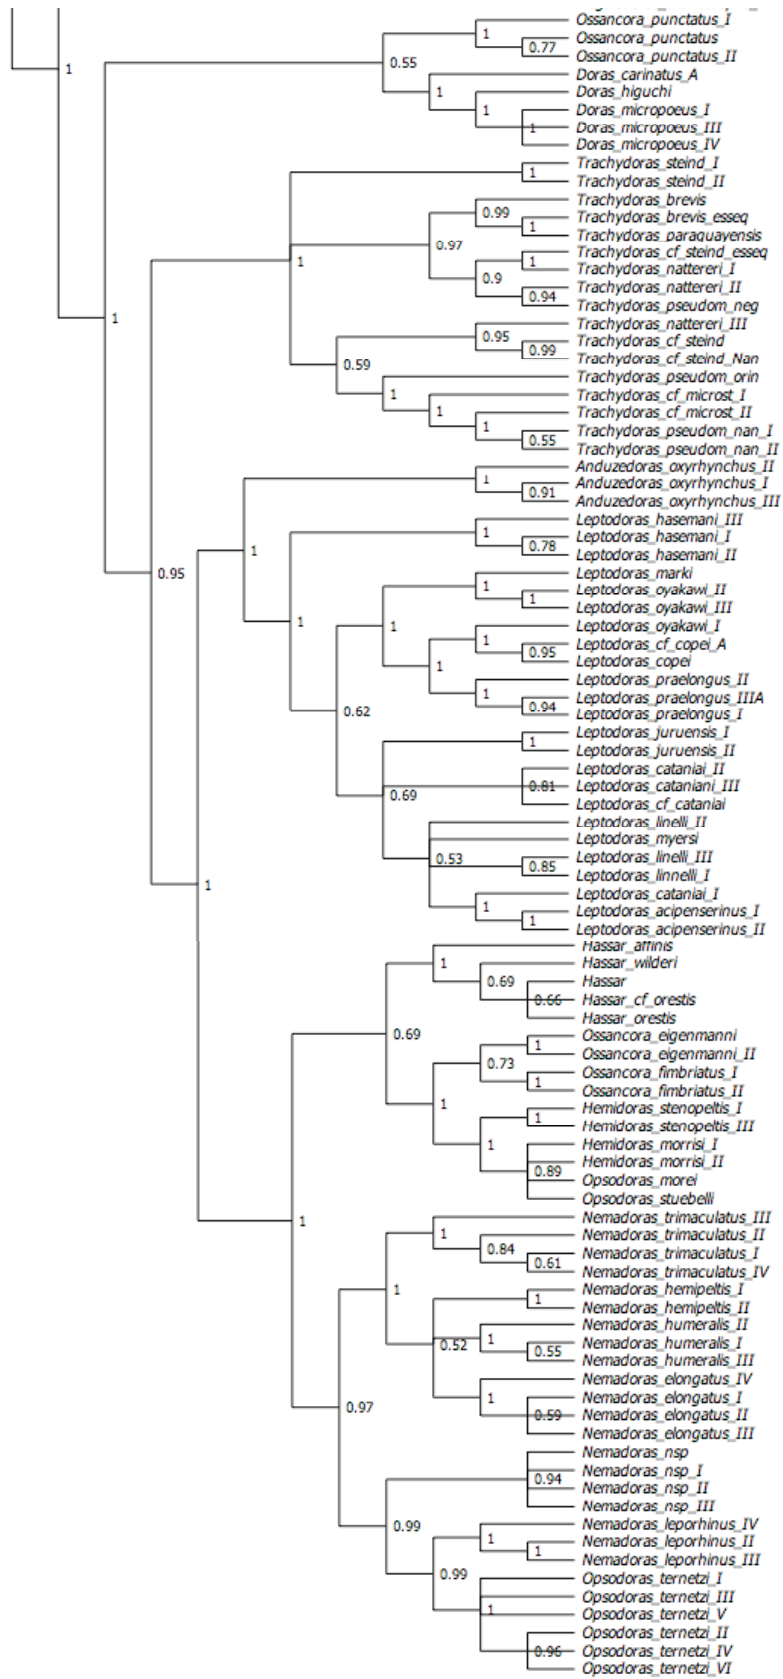 Ossancora_punctatus_I
1
Ossancora_punctatus
0.77
Ossancora_punctatus_II
0.55
1
Doras_carinatus_A
1
Doras_higuchi
1
Doras_micropoeus_I
1
Doras_micropoeus_III
Doras_micropoeus_IV
Trachydoras_steind_I
1
Trachydoras_steind_II
Trachydoras_brevis
0.99
Trachydoras_brevis_esseq
1
Trachydoras_paraguayensis
0.97
Trachydoras_cf_steind_esseq
1
1
Trachydoras_nattereri_I
0.9
Trachydoras_nattereri_II
0.94
Trachydoras_pseudom_neg
1
Trachydoras_nattereri_III
0.95
Trachydoras_cf_steind
0.99
Trachydoras_cf_steind_Nan
0.59
Trachydoras_pseudom_orin
1
Trachydoras_cf_microst_I
1
Trachydoras_cf_microst_II
1
Trachydoras_pseudom_nan_I
0.55
Trachydoras_pseudom_nan_II
Anduzedoras_oxyrhynchus_II
1
Anduzedoras_oxyrhynchus_I
0.91
Anduzedoras_oxyrhynchus_III
Leptodoras_hasemani_III
1
Leptodoras_hasemani_I
0.78
1
Leptodoras_hasemani_II
0.95
Leptodoras_marki
1
Leptodoras_oyakawi_II
1
Leptodoras_oyakawi_III
1
1
Leptodoras_oyakawi_I
1
Leptodoras_cf_copei_A
0.95
Leptodoras_copei
1
Leptodoras_praelongus_II
1
Leptodoras_praelongus_IIIA
0.94
Leptodoras_praelongus_I
0.62
Leptodoras_juruensis_I
1
Leptodoras_juruensis_II
Leptodoras_cataniai_II
0.81
Leptodoras_cataniani_III
0.69
Leptodoras_cf_cataniai
Leptodoras_linelli_II
Leptodoras_myersi
0.53
Leptodoras_linelli_III
0.85
Leptodoras_linnelli_I
1
Leptodoras_cataniai_I
1
Leptodoras_acipenserinus_I
1
Leptodoras_acipenserinus_II
Hassar_affinis
1
Hassar_wilderi
0.69
Hassar
0.66
Hassar_cf_orestis
Hassar_orestis
0.69
Ossancora_eigenmanni
1
Ossancora_eigenmanni_II
0.73
Ossancora_fimbriatus_I
1
Ossancora_fimbriatus_II
1
Hemidoras_stenopeltis_I
1
Hemidoras_stenopeltis_III
1
Hemidoras_morrisi_I
Hemidoras_morrisi_II
0.89
Opsodoras_morei
Opsodoras_stuebelli
1
Nemadoras_trimaculatus_III
1
Nemadoras_trimaculatus_II
0.84
Nemadoras_trimaculatus_I
0.61
Nemadoras_trimaculatus_IV
1
Nemadoras_hemipeltis_I
1
Nemadoras_hemipeltis_II
Nemadoras_humeralis_II
0.52
1
Nemadoras_humeralis_I
0.55
Nemadoras_humeralis_III
Nemadoras_elongatus_IV
1
Nemadoras_elongatus_I
0.97
0.59
Nemadoras_elongatus_II
Nemadoras_elongatus_III
Nemadoras_nsp
Nemadoras_nsp_I
0.94
Nemadoras_nsp_II
Nemadoras_nsp_III
0.99
Nemadoras_leporhinus_IV
1
Nemadoras_leporhinus_II
1
Nemadoras_leporhinus_III
0.99
Opsodoras_ternetzi_I
Opsodoras_ternetzi_III
1
Opsodoras_ternetzi_V
Opsodoras_ternetzi_II
0.96
Opsodoras_ternetzi_IV
Opsodoras_ternetzi_VI